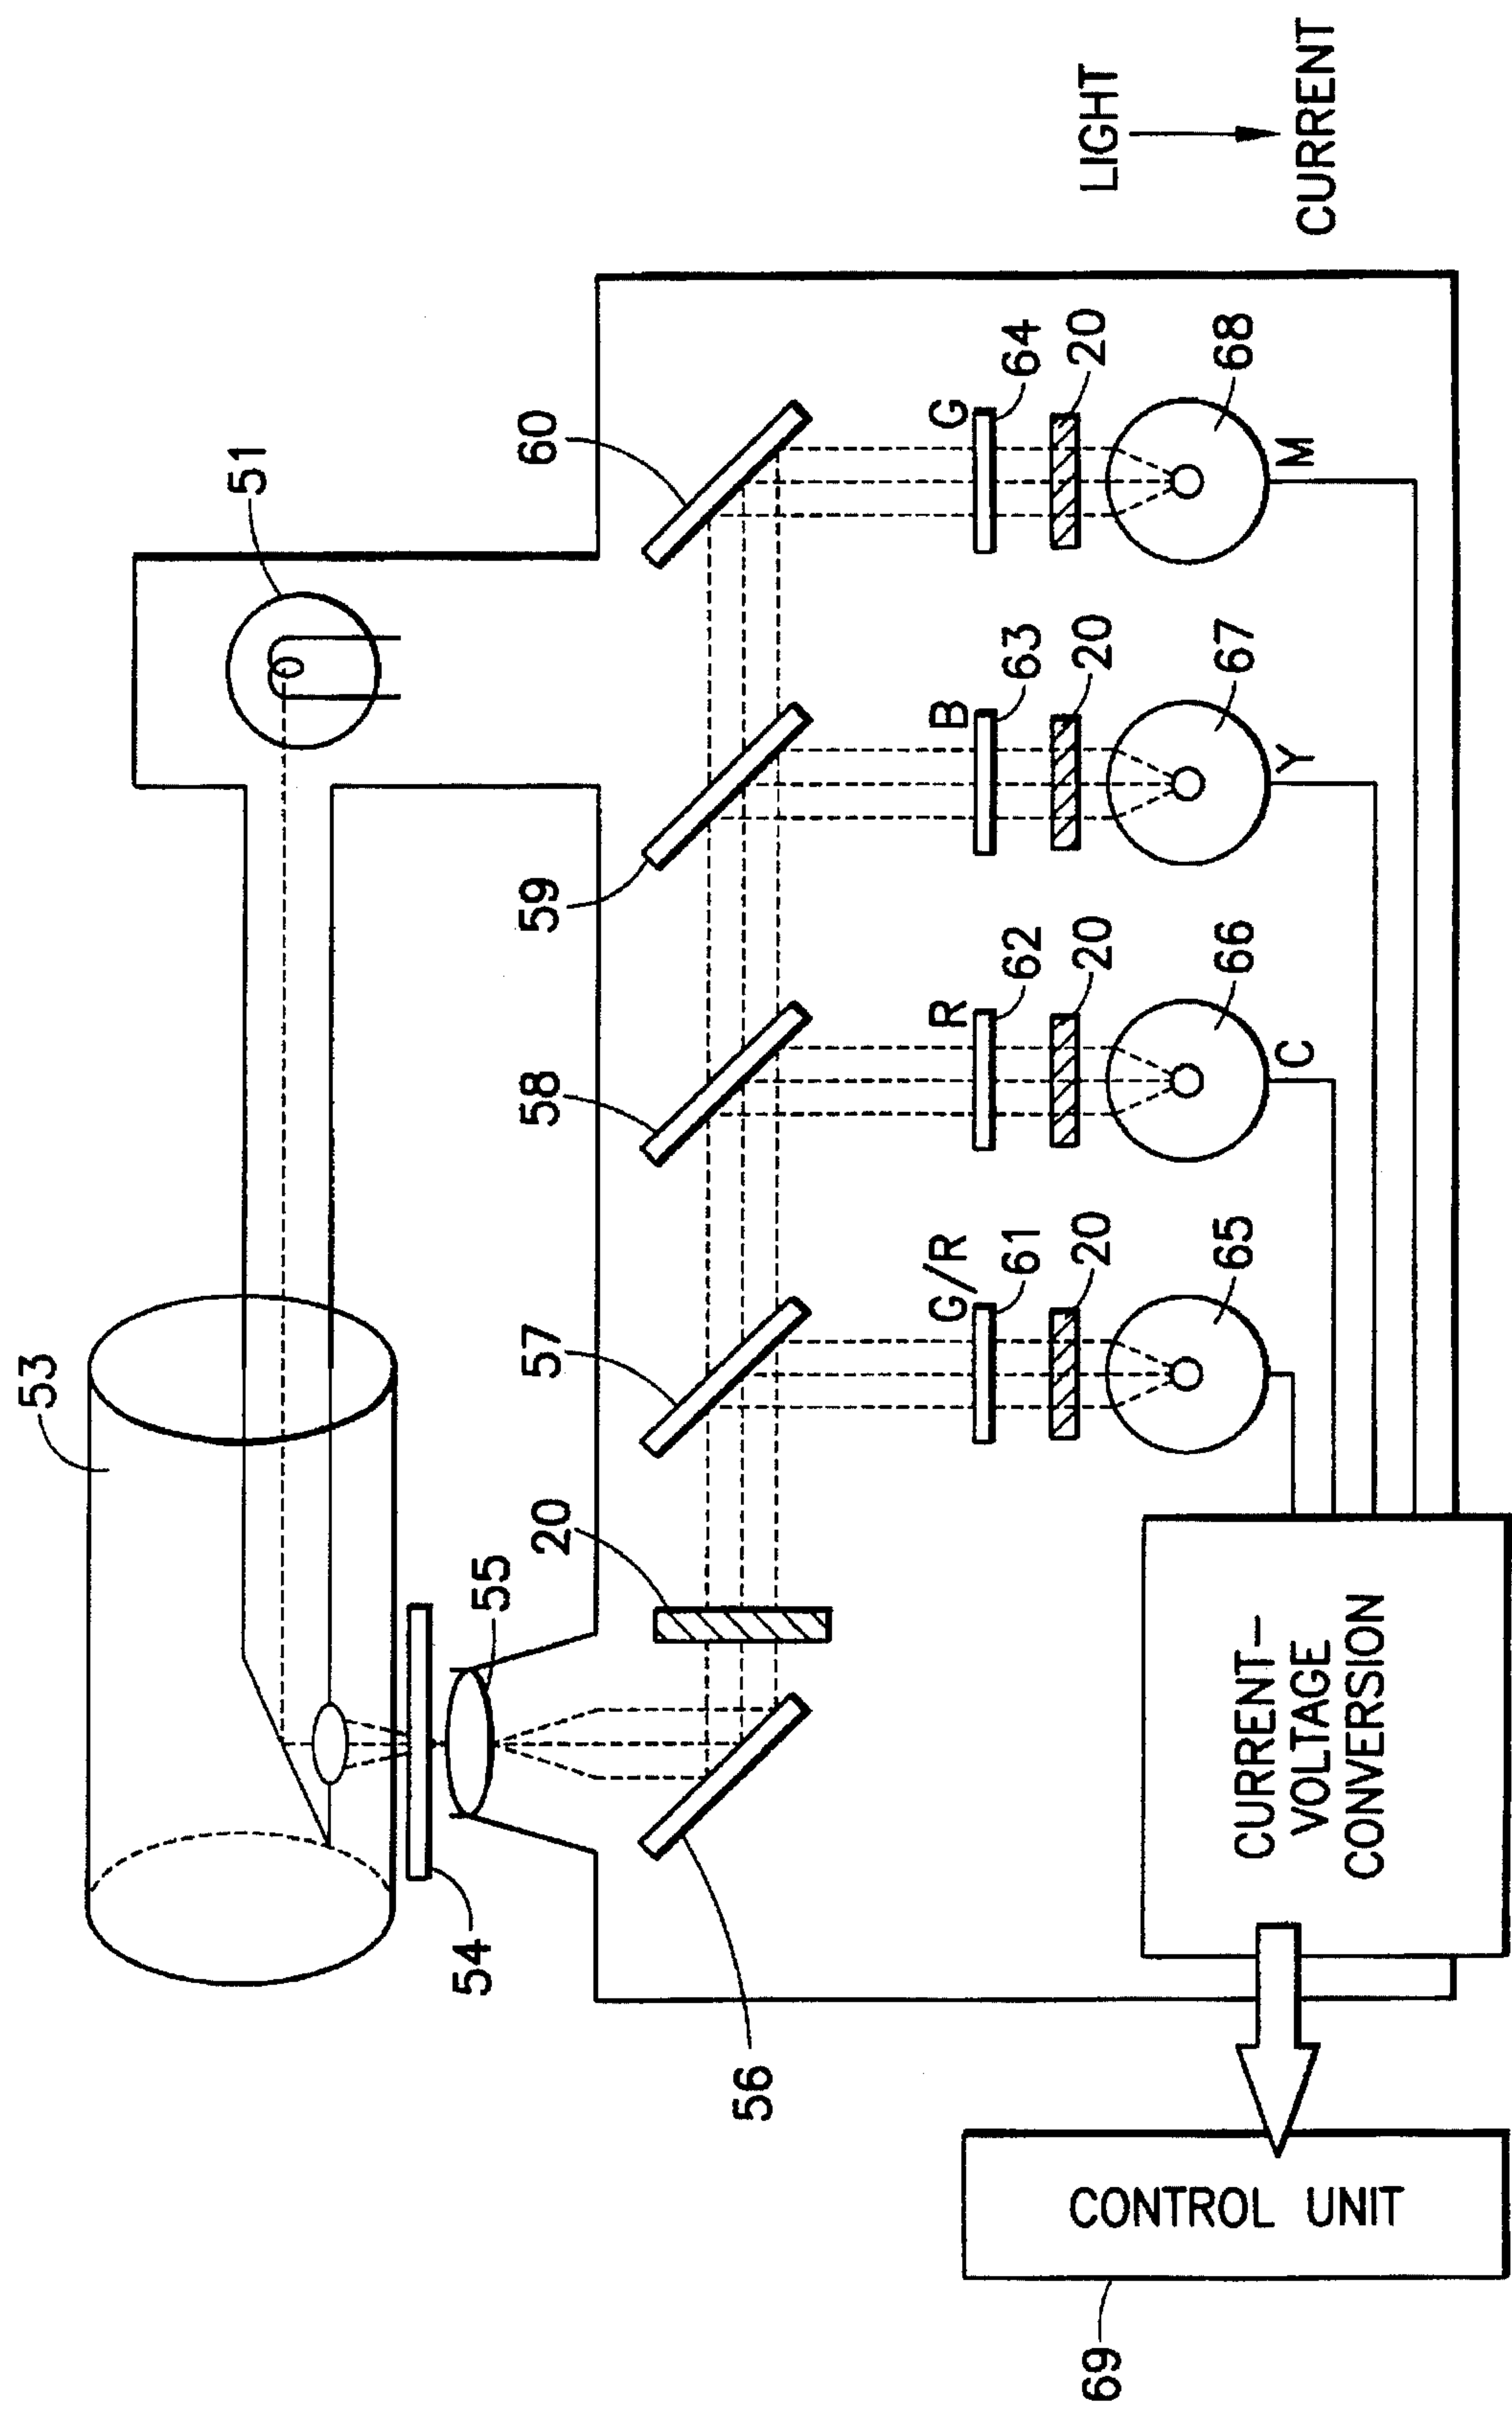 53
51
54
55
20
56
57
58
59
60
G/R
R
B
G
61
62
63
64
20
20
20
20
65
66
67
68
C
Y
M
LIGHT
CURRENT
CURRENT-
VOLTAGE
CONVERSION
CONTROL UNIT
69